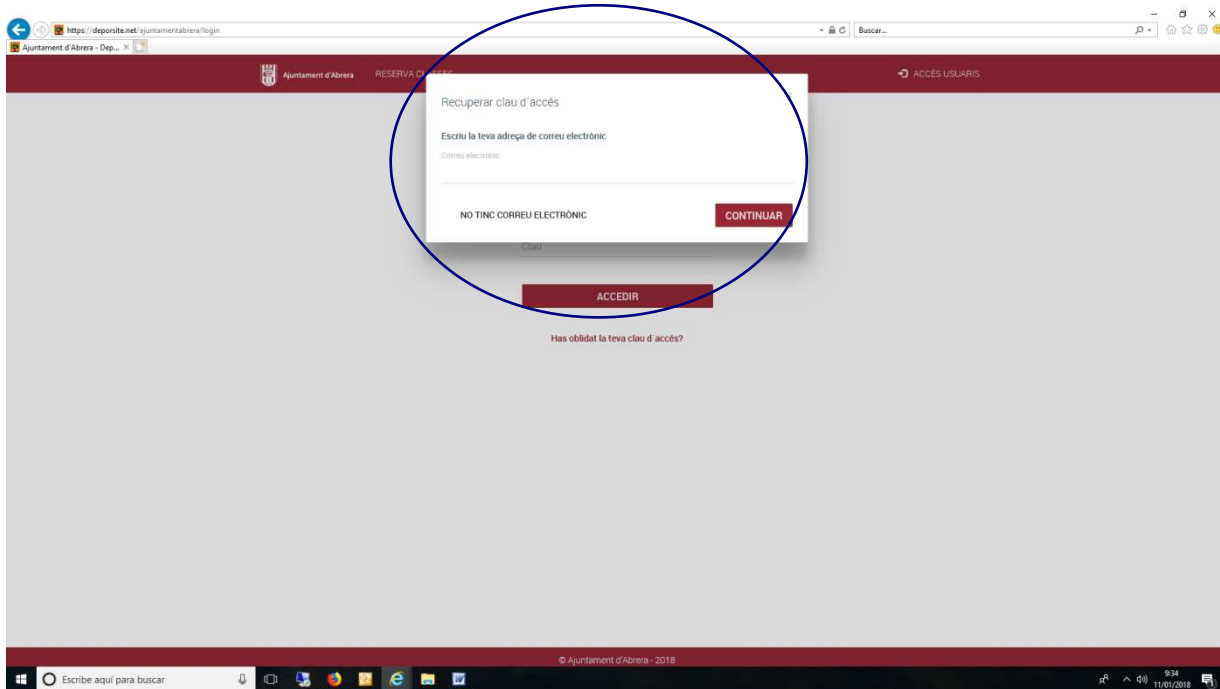 https://deporsite.net/ajuntamentabrera/login
Buscar...
Ajuntament d'Abrera - Dep...
Ajuntament d'Abrera
RESERVA CLASSES
ACCÉS USUARIS
Recuperar clau d´accés
Escriu la teva adreça de correu electrònic
Correu electrònic
NO TINC CORREU ELECTRÒNIC
CONTINUAR
Clau
ACCEDIR
Has oblidat la teva clau d´accés?
© Ajuntament d'Abrera - 2018
Escribe aquí para buscar
9:34
11/01/2018